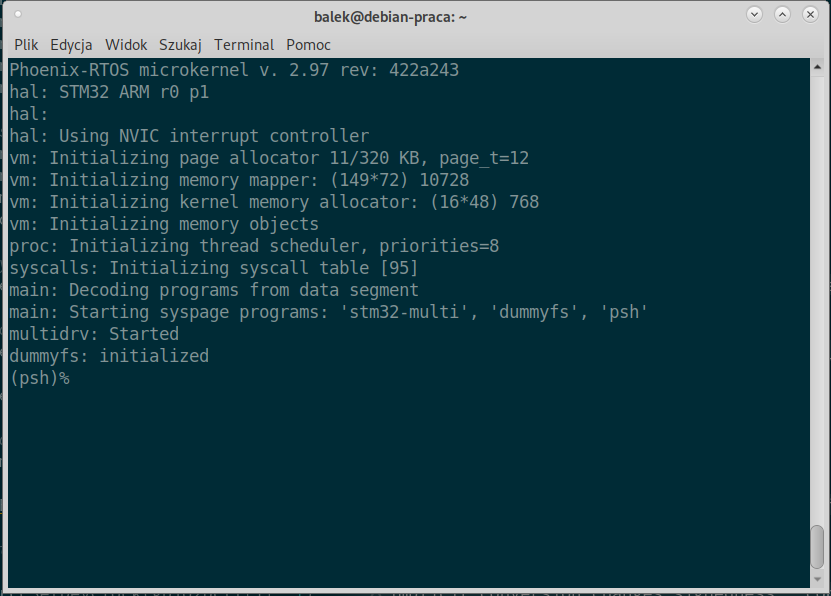 balek@debian-praca: ~
Plik Edycja Widok Szukaj Terminal Pomoc
Phoenix-RTOS microkernel v. 2.97 rev: 422a243
hal: STM32 ARM r0 p1
hal:
hal: Using NVIC interrupt controller
vm: Initializing page allocator 11/320 KB, page_t=12
vm: Initializing memory mapper: (149*72) 10728
vm: Initializing kernel memory allocator: (16*48) 768
vm: Initializing memory objects
proc: Initializing thread scheduler, priorities=8
syscalls: Initializing syscall table [95]
main: Decoding programs from data segment
main: Starting syspage programs: 'stm32-multi', 'dummyfs', 'psh'
multidrv: Started
dummyfs: initialized
(psh)%